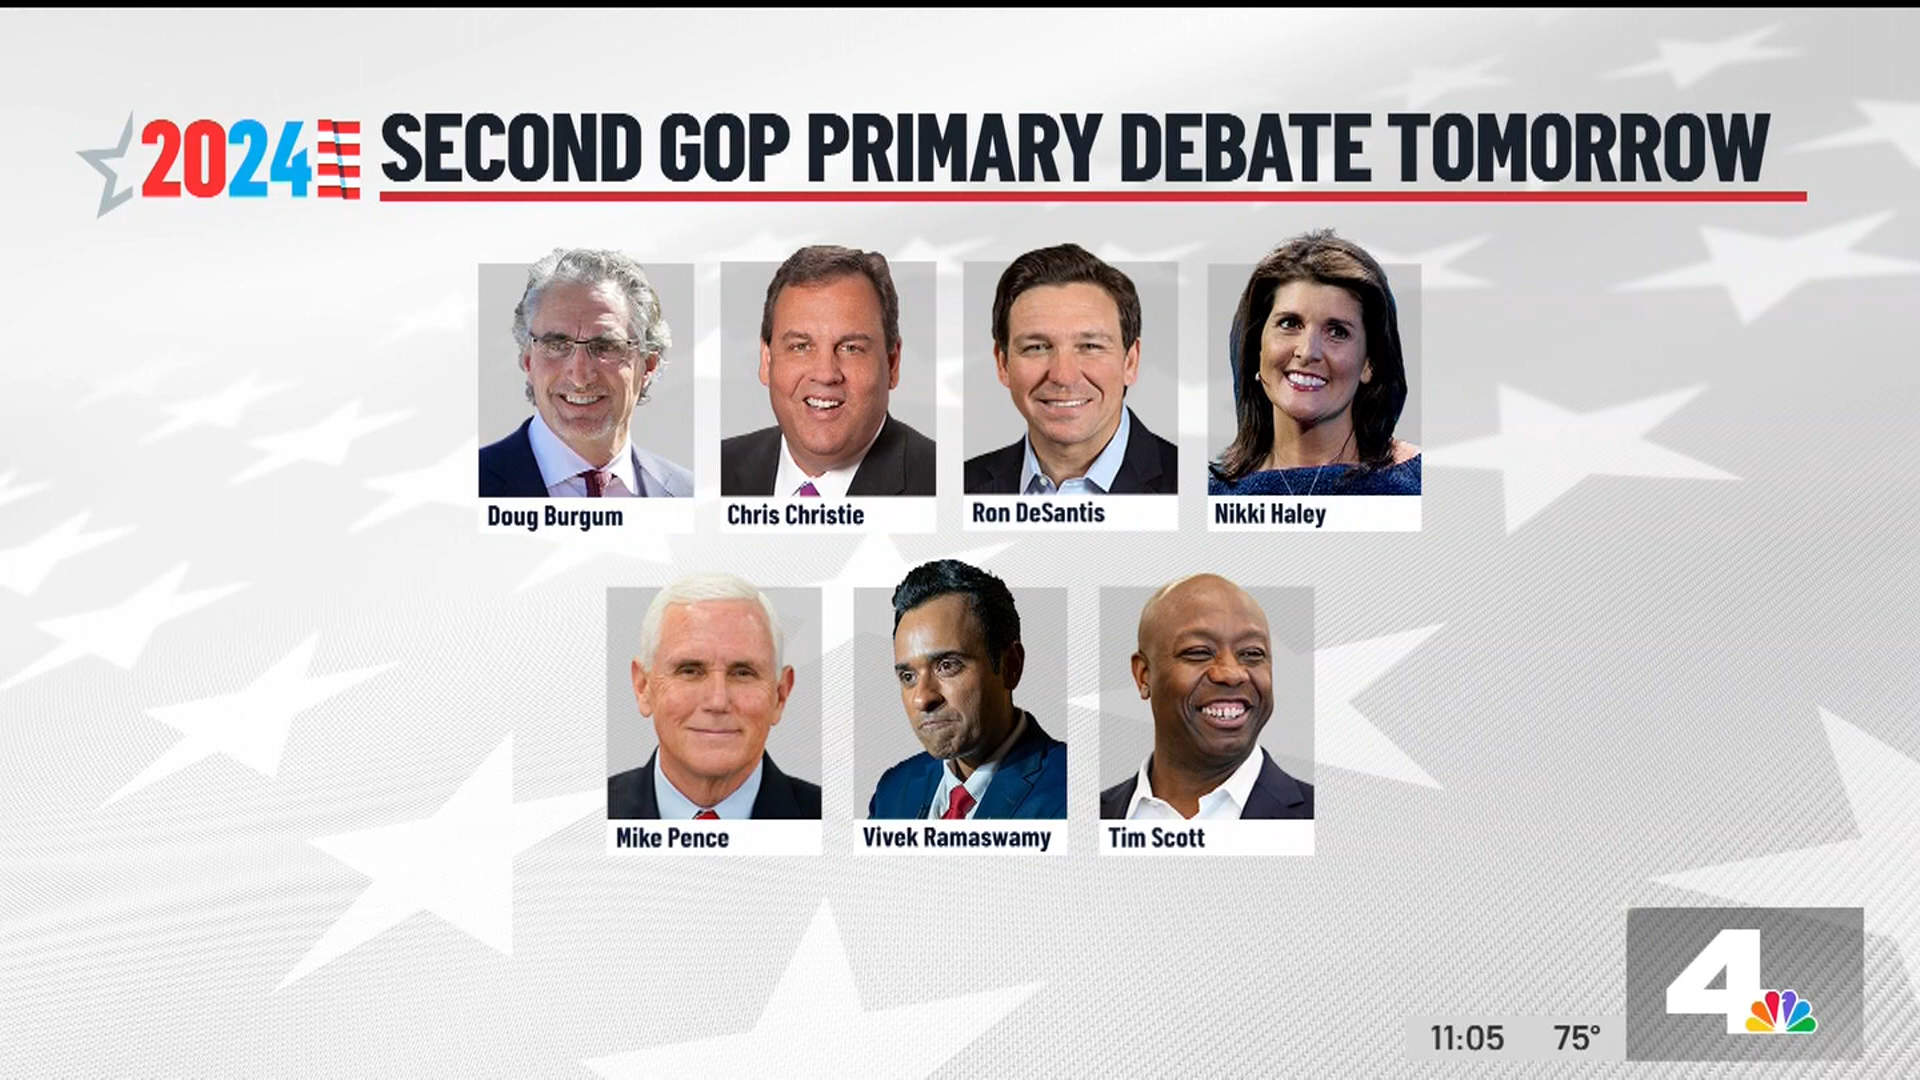 2024 SECOND GOP PRIMARY DEBATE TOMORROW
Doug Burgum
Chris Christie
Ron DeSantis
Nikki Haley
Mike Pence
Vivek Ramaswamy
Tim Scott
4
11:05 75°